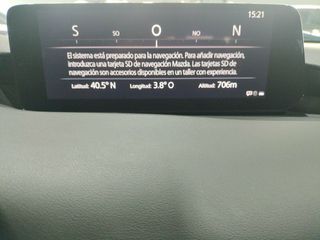 15:21
S SO O NO N
El sistema está preparado para la navegación. Para añadir navegación,
introduzca una tarjeta SD de navegación Mazda. Las tarjetas SD de
navegación son accesorios disponibles en un taller con experiencia.
Latitud: 40.5° N Longitud: 3.8° O Altitud: 706m